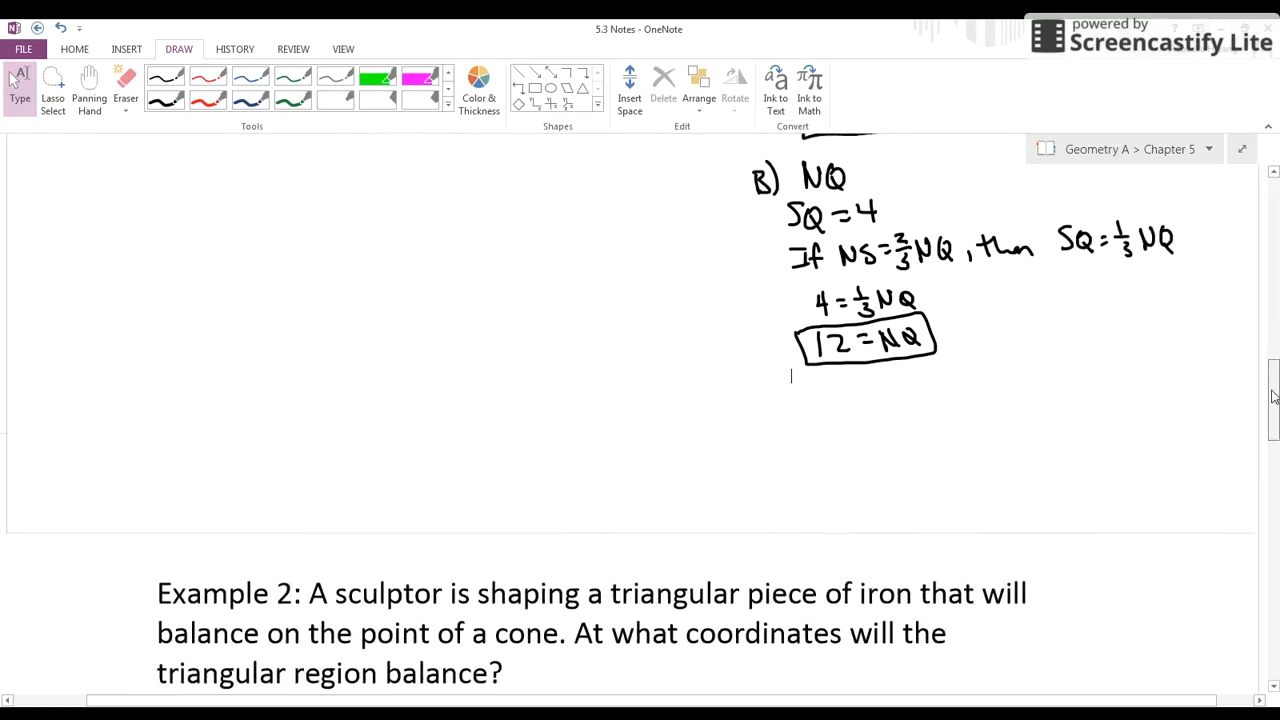 5.3 Notes - OneNote
powered by
Screencastify Lite
FILE HOME INSERT DRAW HISTORY REVIEW VIEW
Type Lasso Select Panning Hand Eraser Color & Thickness Insert Space Delete Arrange Rotate Ink to Text Ink to Math
Tools Shapes Edit Convert
Geometry A > Chapter 5
B) NQ
SQ = 4
If NS = 2/3 NQ, then SQ = 1/3 NQ
4 = 1/3 NQ
12 = NQ
Example 2: A sculptor is shaping a triangular piece of iron that will
balance on the point of a cone. At what coordinates will the
triangular region balance?